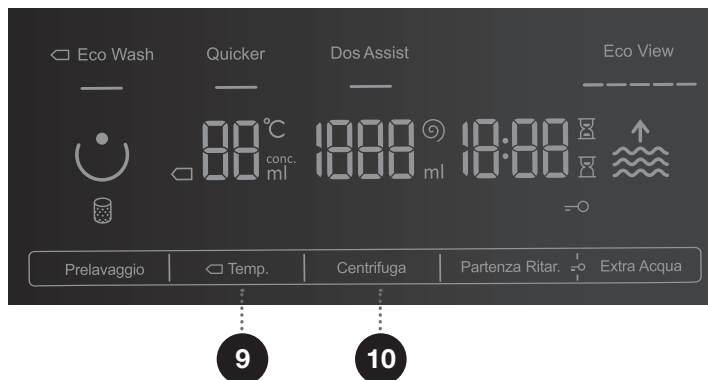 Eco Wash Quicker Dos Assist Eco View
88 °C 1888 18:88
conc.
ml ml
Prelavaggio Temp. Centrifuga Partenza Ritar. Extra Acqua
9 10